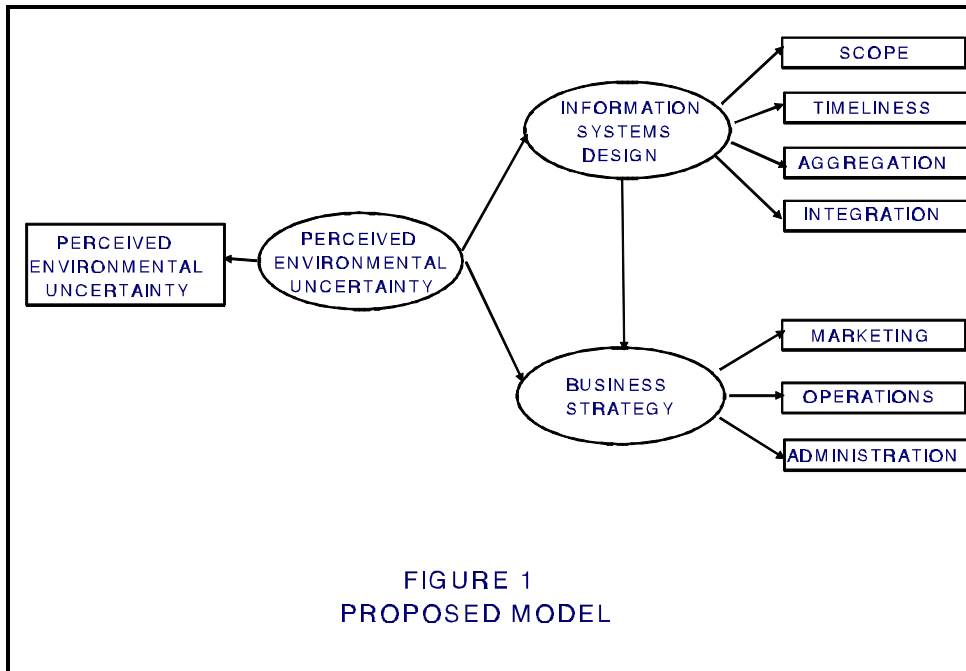 SCOPE
INFORMATION
SYSTEMS
DESIGN
TIMELINESS
AGGREGATION
INTEGRATION
PERCEIVED
ENVIRONMENTAL
UNCERTAINTY
PERCEIVED
ENVIRONMENTAL
UNCERTAINTY
MARKETING
BUSINESS
STRATEGY
OPERATIONS
ADMINISTRATION
FIGURE 1
PROPOSED MODEL